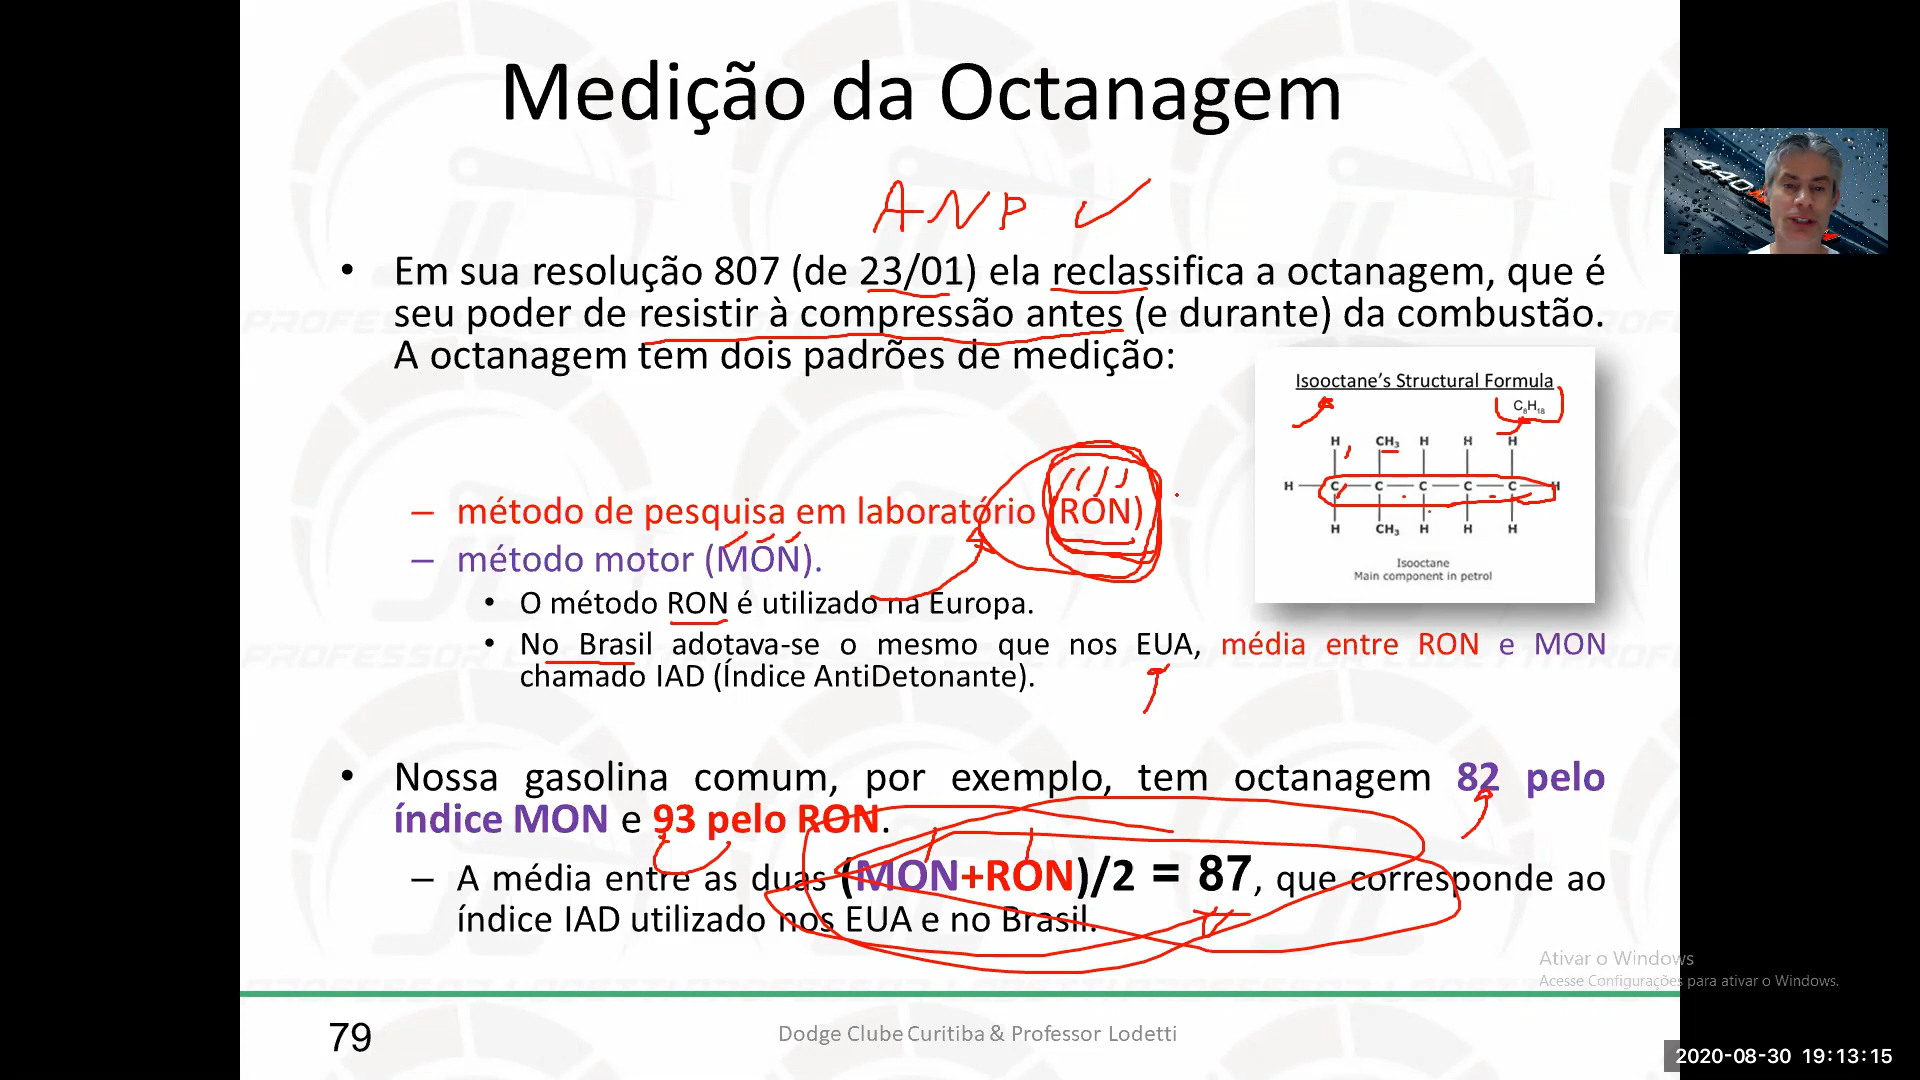 Medição da Octanagem
ANP
• Em sua resolução 807 (de 23/01) ela reclassifica a octanagem, que é
seu poder de resistir à compressão antes (e durante) da combustão.
A octanagem tem dois padrões de medição:
Isooctane's Structural Formula
C8H18
H CH3 H H H
H C C C C C H
H CH3 H H H
Isooctane
Main component in petrol
– método de pesquisa em laboratório (RON)
– método motor (MON).
• O método RON é utilizado na Europa.
• No Brasil adotava-se o mesmo que nos EUA, média entre RON e MON
chamado IAD (Índice AntiDetonante).
• Nossa gasolina comum, por exemplo, tem octanagem 82 pelo
índice MON e 93 pelo RON.
– A média entre as duas (MON+RON)/2 = 87, que corresponde ao
índice IAD utilizado nos EUA e no Brasil.
79
Dodge Clube Curitiba & Professor Lodetti
440
Ativar o Windows
Acesse Configurações para ativar o Windows.
2020-08-30 19:13:15